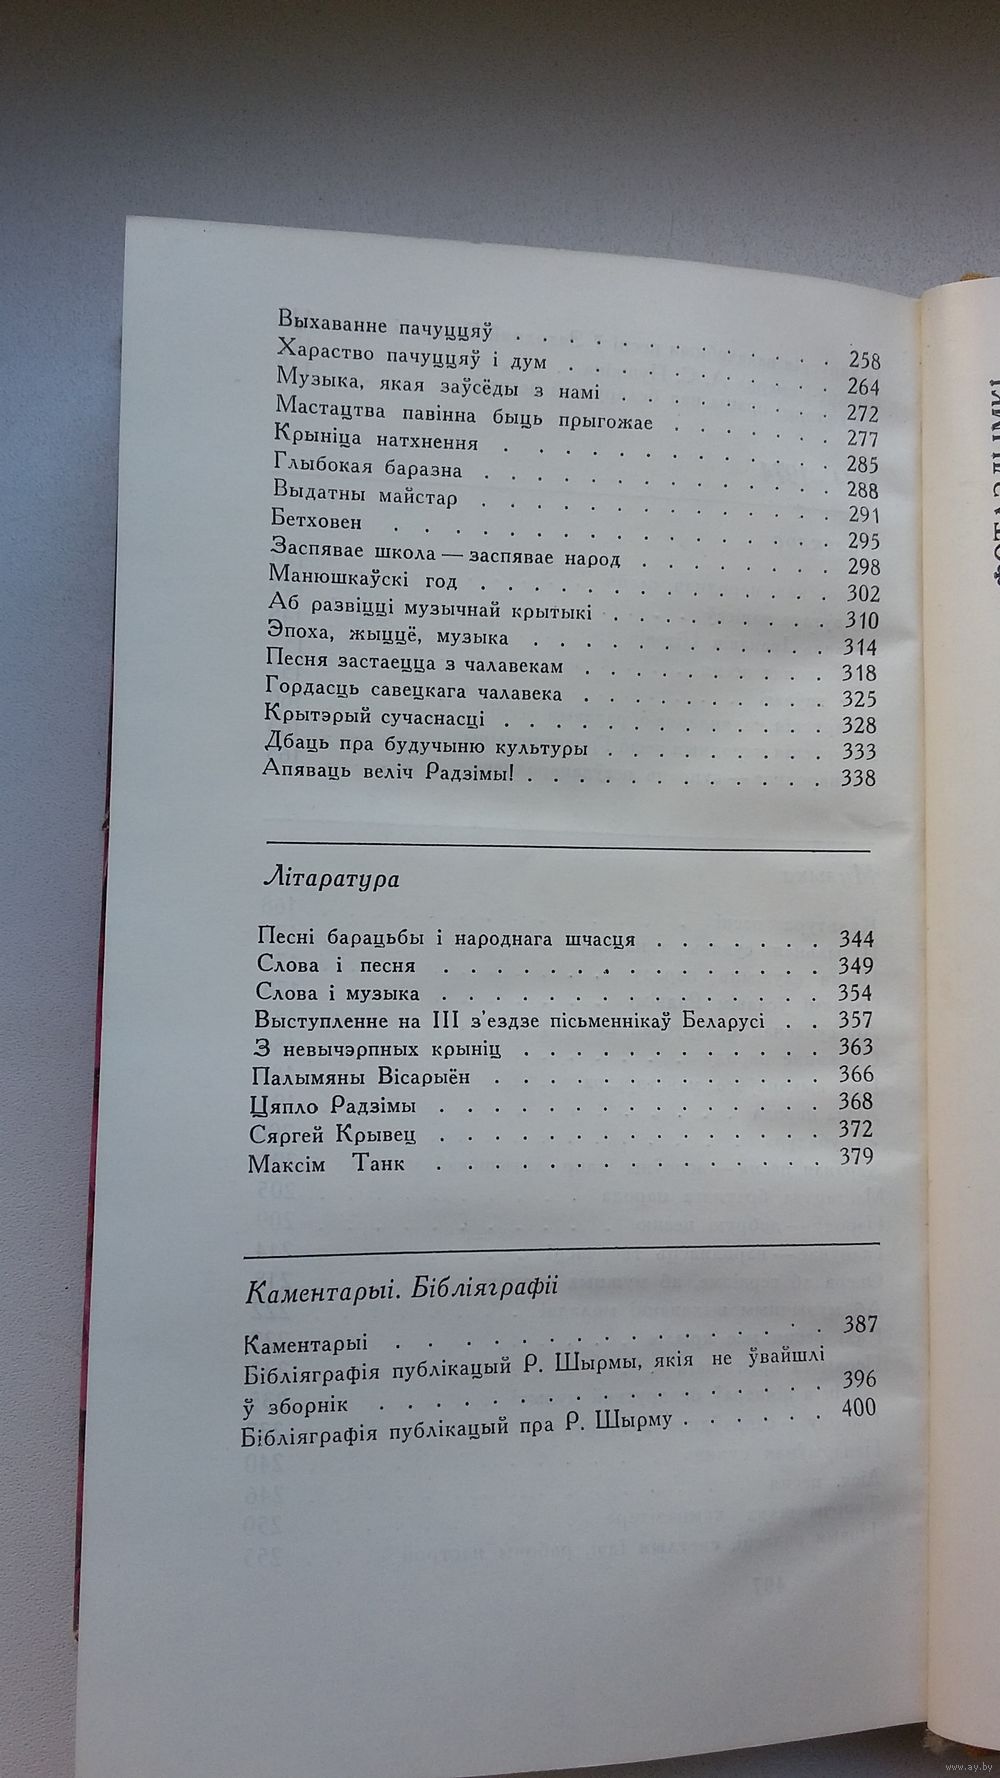 Выхаванне пачуццяў . . . . . . . . . . . . 258
Хараство пачуццяў і дум . . . . . . . . . . 264
Музыка, якая заўсёды з намі . . . . . . . . 272
Мастацтва павінна быць прыгожае . . . . . . 277
Крыніца натхнення . . . . . . . . . . . . . 285
Глыбокая баразна . . . . . . . . . . . . . 288
Выдатны майстар . . . . . . . . . . . . . . 291
Бетховен . . . . . . . . . . . . . . . . . 295
Заспявае школа — заспявае народ . . . . . . . 298
Манюшкаўскі год . . . . . . . . . . . . . . 302
Аб развіцці музычнай крытыкі . . . . . . . . 310
Эпоха, жыццё, музыка . . . . . . . . . . . . 314
Песня застаецца з чалавекам . . . . . . . . . 318
Гордасць савецкага чалавека . . . . . . . . . 325
Крытэрый сучаснасці . . . . . . . . . . . . 328
Дбаць пра будучыню культуры . . . . . . . . 333
Апяваць веліч Радзімы! . . . . . . . . . . . 338
Літаратура
Песні барацьбы і народнага шчасця . . . . . . . 344
Слова і песня . . . . . . . . . . . . . . . 349
Слова і музыка . . . . . . . . . . . . . . . 354
Выступленне на III з'ездзе пісьменнікаў Беларусі . . 357
З невычэрпных крыніц . . . . . . . . . . . . 363
Палымяны Вісарыён . . . . . . . . . . . . . 366
Цяпло Радзімы . . . . . . . . . . . . . . . 368
Сяргей Крывец . . . . . . . . . . . . . . . 372
Максім Танк . . . . . . . . . . . . . . . 379
Каментарыі. Бібліяграфіі
Каментарыі . . . . . . . . . . . . . . . . 387
Бібліяграфія публікацый Р. Шырмы, якія не ўвайшлі
ў зборнік . . . . . . . . . . . . . . . . . 396
Бібліяграфія публікацый пра Р. Шырму . . . . . . 400
www.ay.by